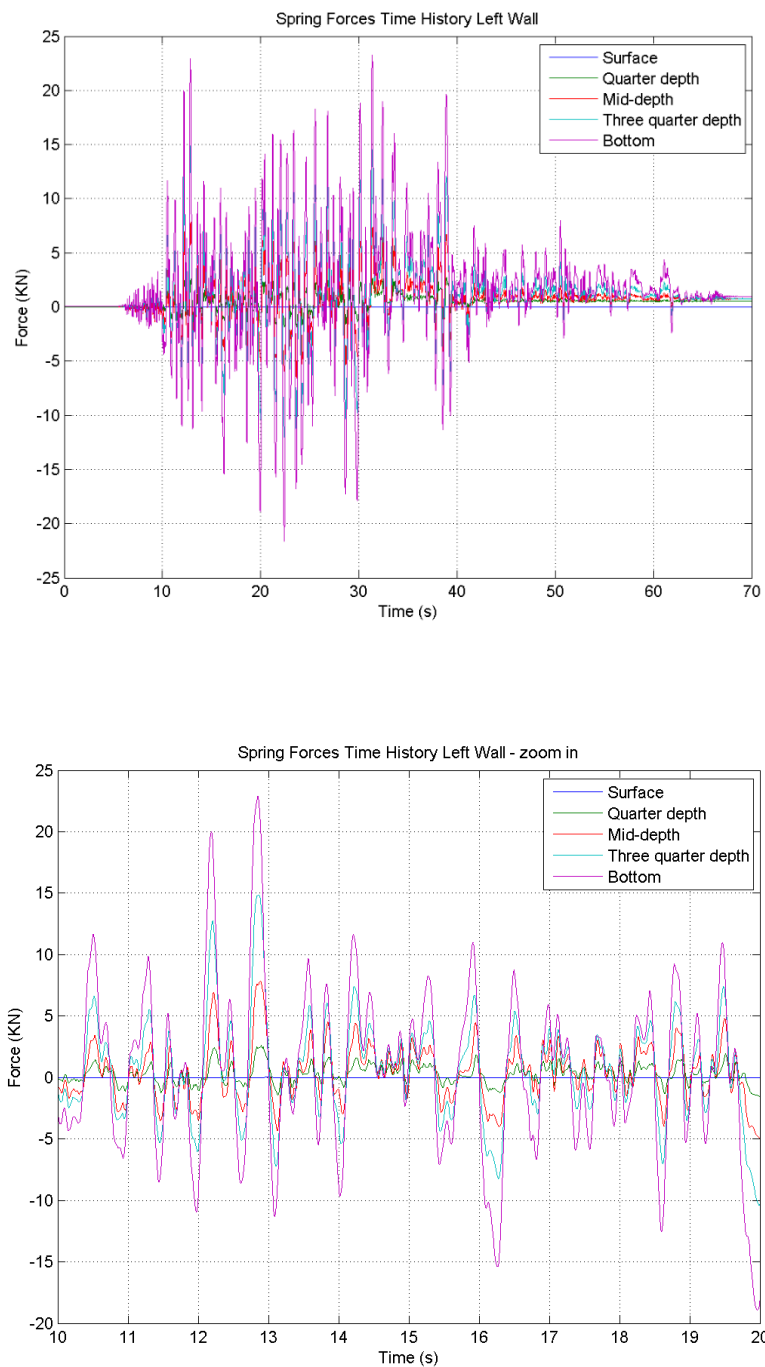 Spring Forces Time History Left Wall
25
20
15
10
5
0
-5
-10
-15
-20
-25
Force (KN)
Surface
Quarter depth
Mid-depth
Three quarter depth
Bottom
0 10 20 30 40 50 60 70
Time (s)
Spring Forces Time History Left Wall - zoom in
25
20
15
10
5
0
-5
-10
-15
-20
Force (KN)
Surface
Quarter depth
Mid-depth
Three quarter depth
Bottom
10 11 12 13 14 15 16 17 18 19 20
Time (s)